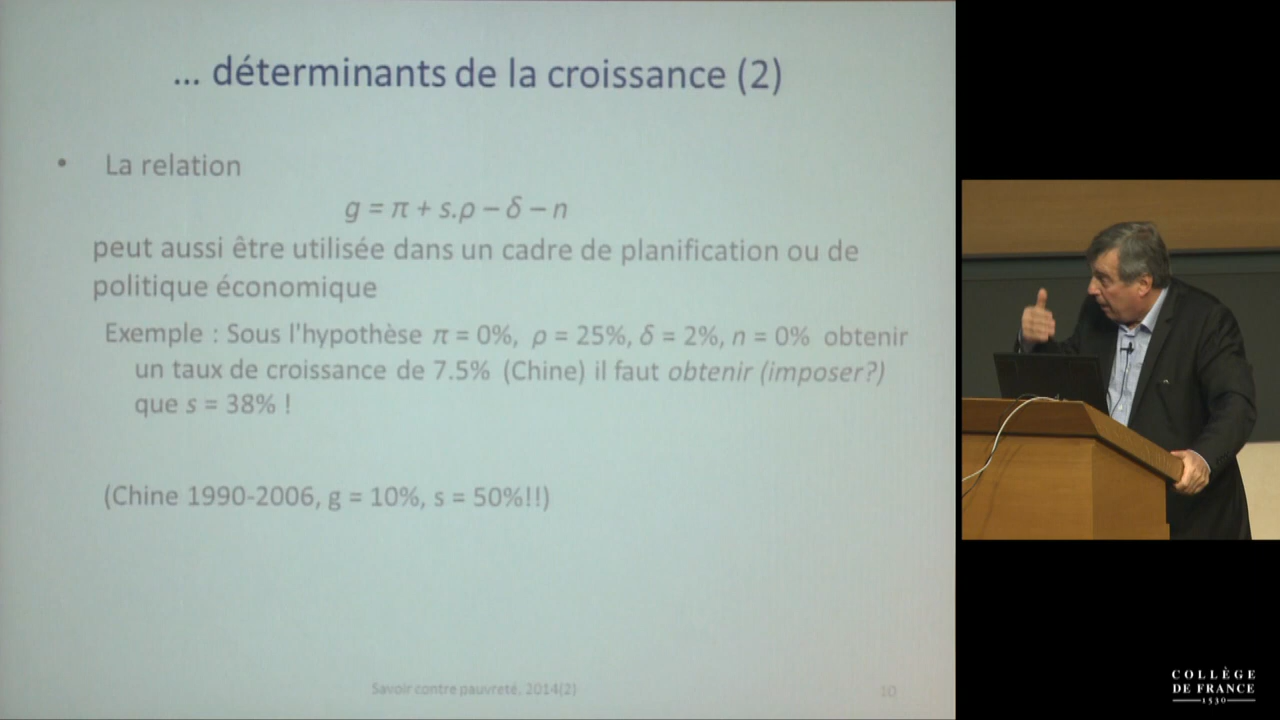 ... déterminants de la croissance (2)
• La relation
g = π + s.ρ – δ – n
peut aussi être utilisée dans un cadre de planification ou de
politique économique
Exemple : Sous l'hypothèse π = 0%, ρ = 25%, δ = 2%, n = 0% obtenir
un taux de croissance de 7.5% (Chine) il faut obtenir (imposer?)
que s = 38% !
(Chine 1990-2006, g = 10%, s = 50%!!)
Savoir contre pauvreté, 2014(2)
10
COLLÈGE
DE FRANCE
1530